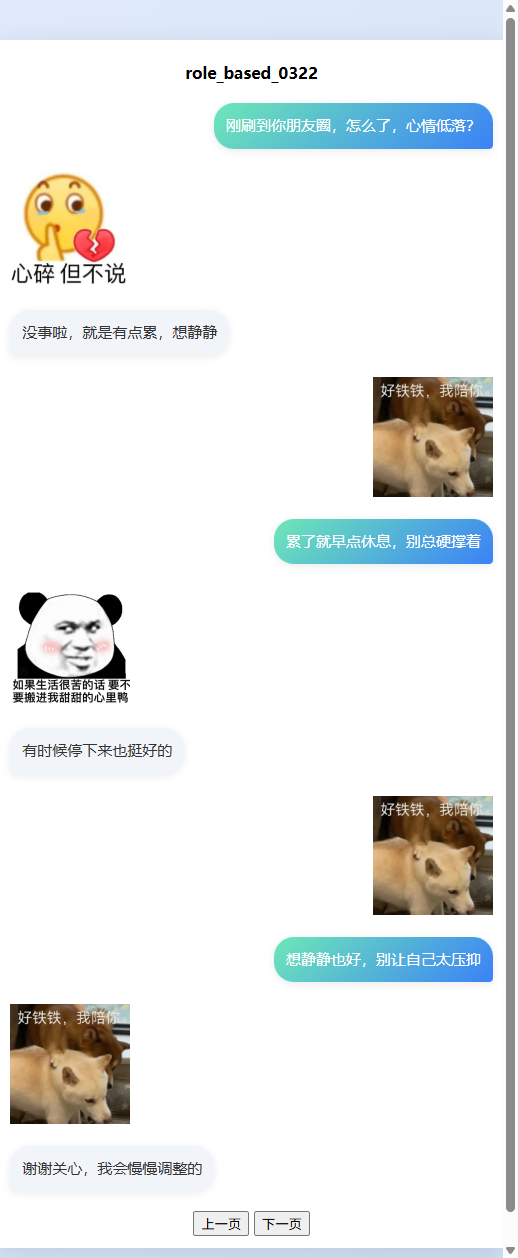 role_based_0322
刚刷到你朋友圈，怎么了，心情低落？
心碎 但不说
没事啦，就是有点累，想静静
好铁铁，我陪你
累了就早点休息，别总硬撑着
如果生活很苦的话 要不
要搬进我甜甜的心里鸭
有时候停下来也挺好的
好铁铁，我陪你
想静静也好，别让自己太压抑
好铁铁，我陪你
谢谢关心，我会慢慢调整的
上一页 下一页